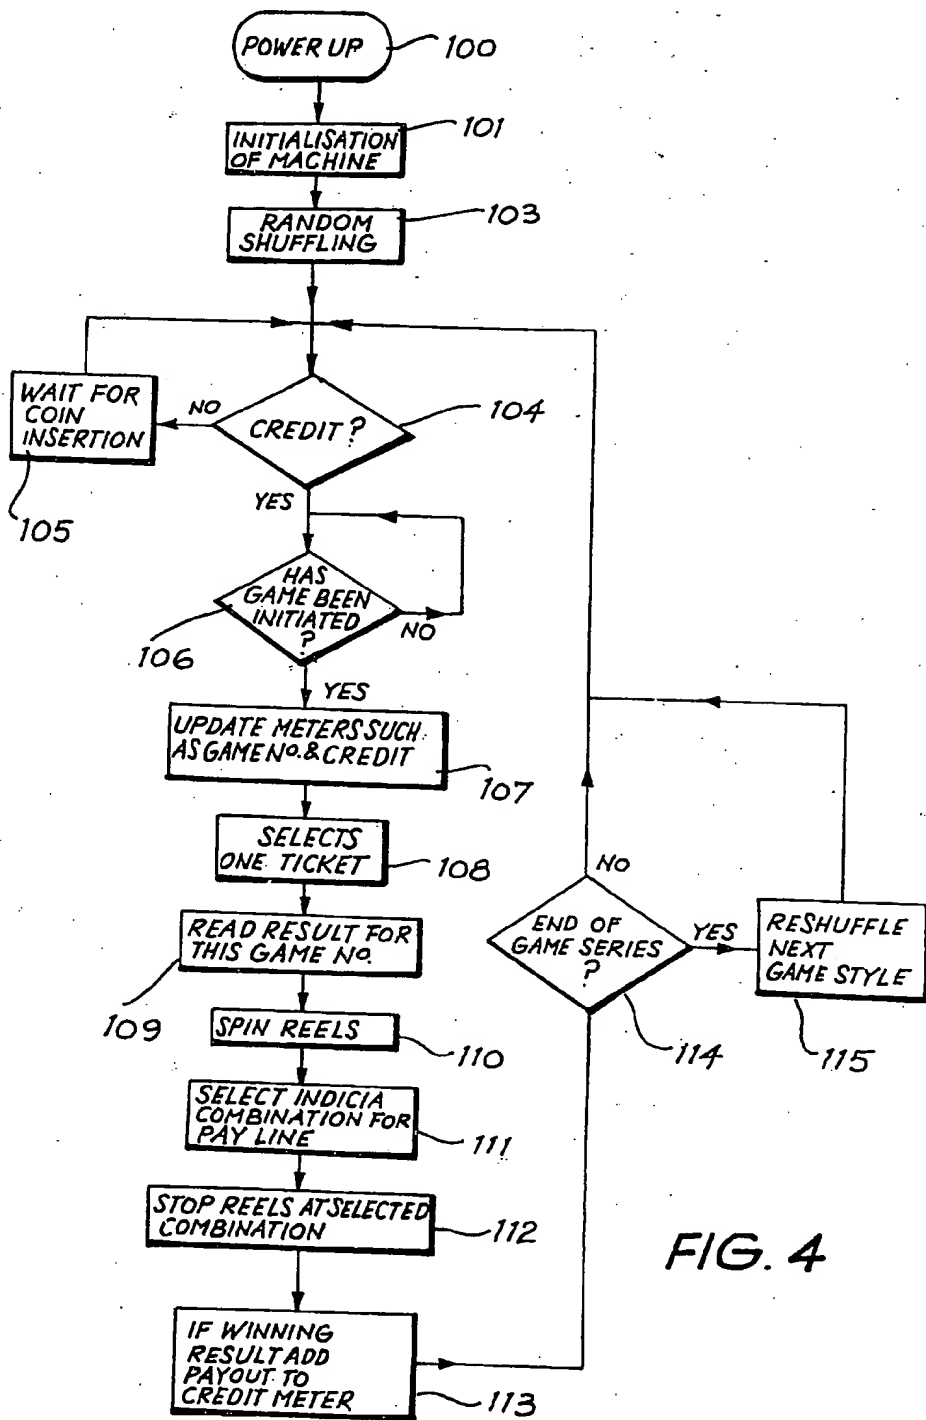 POWER UP
100
INITIALISATION
OF MACHINE
101
RANDOM
SHUFFLING
103
CREDIT?
104
NO
WAIT FOR
COIN
INSERTION
105
YES
HAS
GAME BEEN
INITIATED
?
106
NO
YES
UPDATE METERS SUCH
AS GAME Nº. & CREDIT
107
SELECTS
ONE TICKET
108
READ RESULT FOR
THIS GAME NO.
109
SPIN REELS
110
SELECT INDICIA
COMBINATION FOR
PAY LINE
111
STOP REELS AT SELECTED
COMBINATION
112
IF WINNING
RESULT ADD
PAYOUT TO
CREDIT METER
113
END OF
GAME SERIES
?
114
NO
YES
RESHUFFLE
NEXT
GAME STYLE
115
FIG. 4